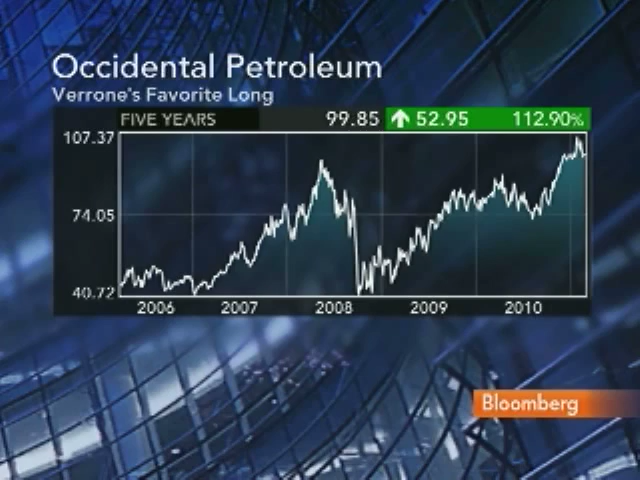 Occidental Petroleum
Verrone's Favorite Long
FIVE YEARS 99.85 52.95 112.90%
107.37
74.05
40.72
2006 2007 2008 2009 2010
Bloomberg